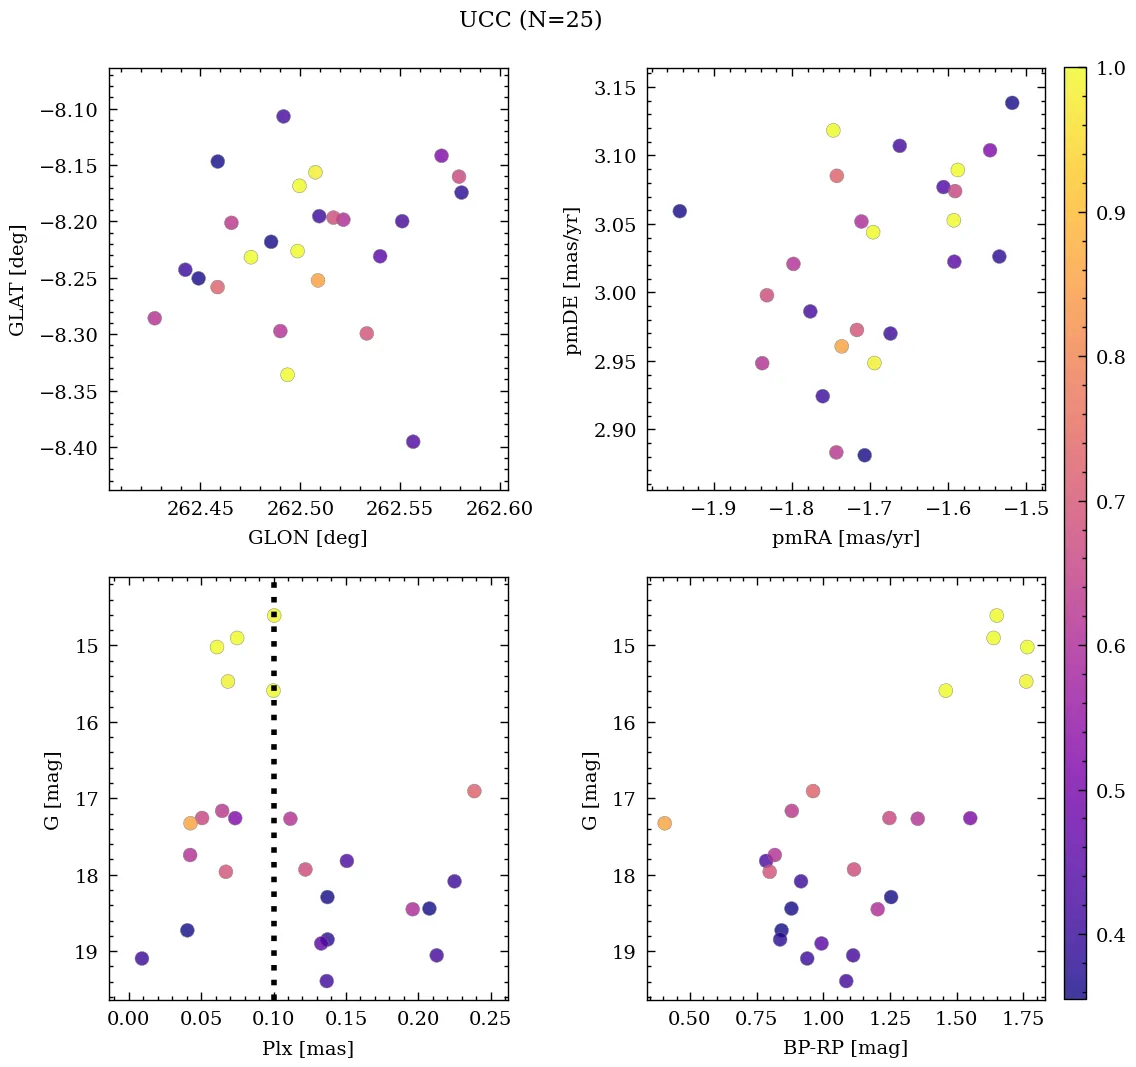 UCC (N=25)
−8.10
−8.15
−8.20
−8.25
−8.30
−8.35
−8.40
GLAT [deg]
262.45 262.50 262.55 262.60
GLON [deg]
3.15
3.10
3.05
3.00
2.95
2.90
pmDE [mas/yr]
−1.9 −1.8 −1.7 −1.6 −1.5
pmRA [mas/yr]
15
16
17
18
19
G [mag]
0.00 0.05 0.10 0.15 0.20 0.25
Plx [mas]
15
16
17
18
19
G [mag]
0.50 0.75 1.00 1.25 1.50 1.75
BP-RP [mag]
1.0
0.9
0.8
0.7
0.6
0.5
0.4